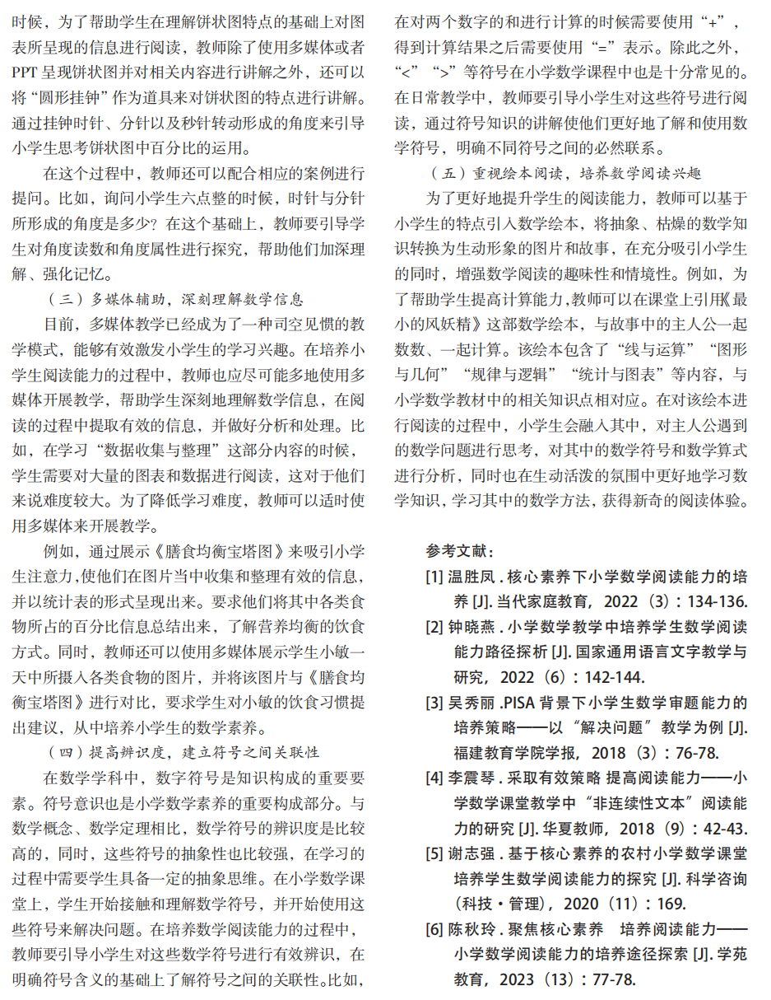 时候，为了帮助学生在理解饼状图特点的基础上对图
表所呈现的信息进行阅读，教师除了使用多媒体或者
PPT 呈现饼状图并对相关内容进行讲解之外，还可以
将“圆形挂钟”作为道具来对饼状图的特点进行讲解。
通过挂钟时针、分针以及秒针转动形成的角度来引导
小学生思考饼状图中百分比的运用。
在这个过程中，教师还可以配合相应的案例进行
提问。比如，询问小学生六点整的时候，时针与分针
所形成的角度是多少？在这个基础上，教师要引导学
生对角度读数和角度属性进行探究，帮助他们加深理
解、强化记忆。
（三）多媒体辅助，深刻理解数学信息
目前，多媒体教学已经成为了一种司空见惯的教
学模式，能够有效激发小学生的学习兴趣。在培养小
学生阅读能力的过程中，教师也应尽可能多地使用多
媒体开展教学，帮助学生深刻地理解数学信息，在阅
读的过程中提取有效的信息，并做好分析和处理。比
如，在学习“数据收集与整理”这部分内容的时候，
学生需要对大量的图表和数据进行阅读，这对于他们
来说难度较大。为了降低学习难度，教师可以适时使
用多媒体来开展教学。
例如，通过展示《膳食均衡宝塔图》来吸引小学
生注意力，使他们在图片当中收集和整理有效的信息，
并以统计表的形式呈现出来。要求他们将其中各类食
物所占的百分比信息总结出来，了解营养均衡的饮食
方式。同时，教师还可以使用多媒体展示学生小敏一
天中所摄入各类食物的图片，并将该图片与《膳食均
衡宝塔图》进行对比，要求学生对小敏的饮食习惯提
出建议，从中培养小学生的数学素养。
（四）提高辨识度，建立符号之间关联性
在数学学科中，数字符号是知识构成的重要要
素。符号意识也是小学数学素养的重要构成部分。与
数学概念、数学定理相比，数学符号的辨识度是比较
高的，同时，这些符号的抽象性也比较强，在学习的
过程中需要学生具备一定的抽象思维。在小学数学课
堂上，学生开始接触和理解数学符号，并开始使用这
些符号来解决问题。在培养数学阅读能力的过程中，
教师要引导小学生对这些数学符号进行有效辨识，在
明确符号含义的基础上了解符号之间的关联性。比如，
在对两个数字的和进行计算的时候需要使用“+”，
得到计算结果之后需要使用“=”表示。除此之外，
“<”“>”等符号在小学数学课程中也是十分常见的。
在日常教学中，教师要引导小学生对这些符号进行阅
读，通过符号知识的讲解使他们更好地了解和使用数
学符号，明确不同符号之间的必然联系。
（五）重视绘本阅读，培养数学阅读兴趣
为了更好地提升学生的阅读能力，教师可以基于
小学生的特点引入数学绘本，将抽象、枯燥的数学知
识转换为生动形象的图片和故事，在充分吸引小学生
的同时，增强数学阅读的趣味性和情境性。例如，为
了帮助学生提高计算能力，教师可以在课堂上引用《最
小的风妖精》这部数学绘本，与故事中的主人公一起
数数、一起计算。该绘本包含了“线与运算”“图形
与几何”“规律与逻辑”“统计与图表”等内容，与
小学数学教材中的相关知识点相对应。在对该绘本进
行阅读的过程中，小学生会融入其中，对主人公遇到
的数学问题进行思考，对其中的数学符号和数学算式
进行分析，同时也在生动活泼的氛围中更好地学习数
学知识，学习其中的数学方法，获得新奇的阅读体验。
参考文献：
[1] 温胜凤 . 核心素养下小学数学阅读能力的培
养 [J]. 当代家庭教育，2022（3）：134-136.
[2] 钟晓燕 . 小学数学教学中培养学生数学阅读
能力路径探析 [J]. 国家通用语言文字教学与
研究，2022（6）：142-144.
[3] 吴秀丽 .PISA 背景下小学生数学审题能力的
培养策略——以“解决问题”教学为例 [J].
福建教育学院学报，2018（3）：76-78.
[4] 李震琴 . 采取有效策略 提高阅读能力——小
学数学课堂教学中“非连续性文本”阅读能
力的研究 [J]. 华夏教师，2018（9）：42-43.
[5] 谢志强 . 基于核心素养的农村小学数学课堂
培养学生数学阅读能力的探究 [J]. 科学咨询
（科技·管理），2020（11）：169.
[6] 陈秋玲 . 聚焦核心素养　培养阅读能力——
小学数学阅读能力的培养途径探索 [J]. 学苑
教育，2023（13）：77-78.